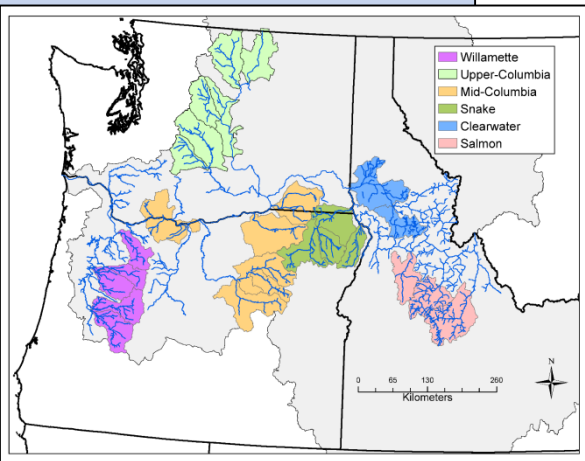 Willamette
Upper-Columbia
Mid-Columbia
Snake
Clearwater
Salmon
N
0 65 130 260
Kilometers